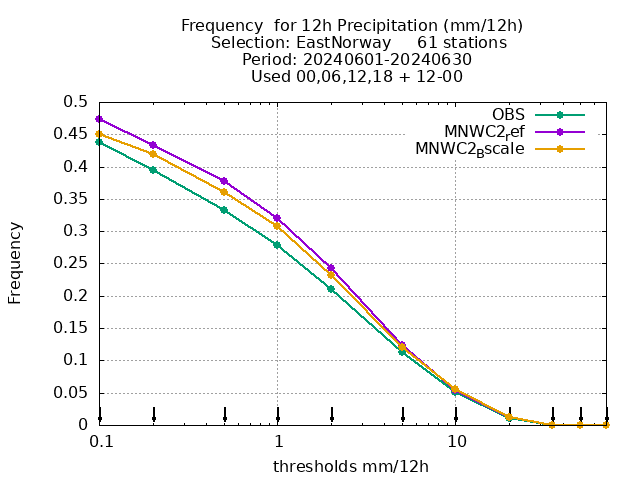 Frequency  for 12h Precipitation (mm/12h)
Selection: EastNorway     61 stations
Period: 20240601-20240630
Used 00,06,12,18 + 12-00
0.5
0.45
0.4
0.35
0.3
0.25
0.2
0.15
0.1
0.05
0
Frequency
OBS
MNWC2ref
MNWC2Bscale
0.1
1
10
thresholds mm/12h